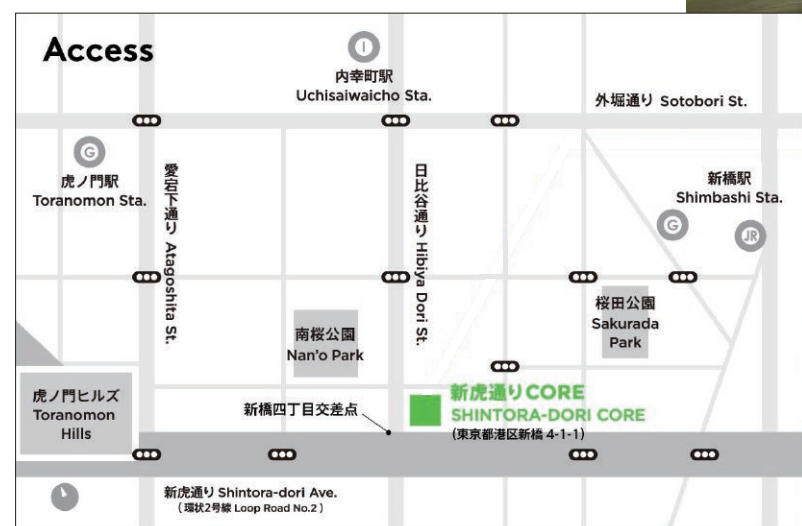 Access
I
内幸町駅
Uchisaiwaicho Sta.
外堀通り Sotobori St.
G
虎ノ門駅
Toranomon Sta.
愛宕下通り Atagoshita St.
日比谷通り Hibiya Dori St.
新橋駅
Shimbashi Sta.
G
JR
南桜公園
Nan'o Park
桜田公園
Sakurada
Park
虎ノ門ヒルズ
Toranomon
Hills
新橋四丁目交差点
新虎通りCORE
SHINTORA-DORI CORE
(東京都港区新橋 4-1-1)
新虎通り Shintora-dori Ave.
(環状2号線 Loop Road No.2)